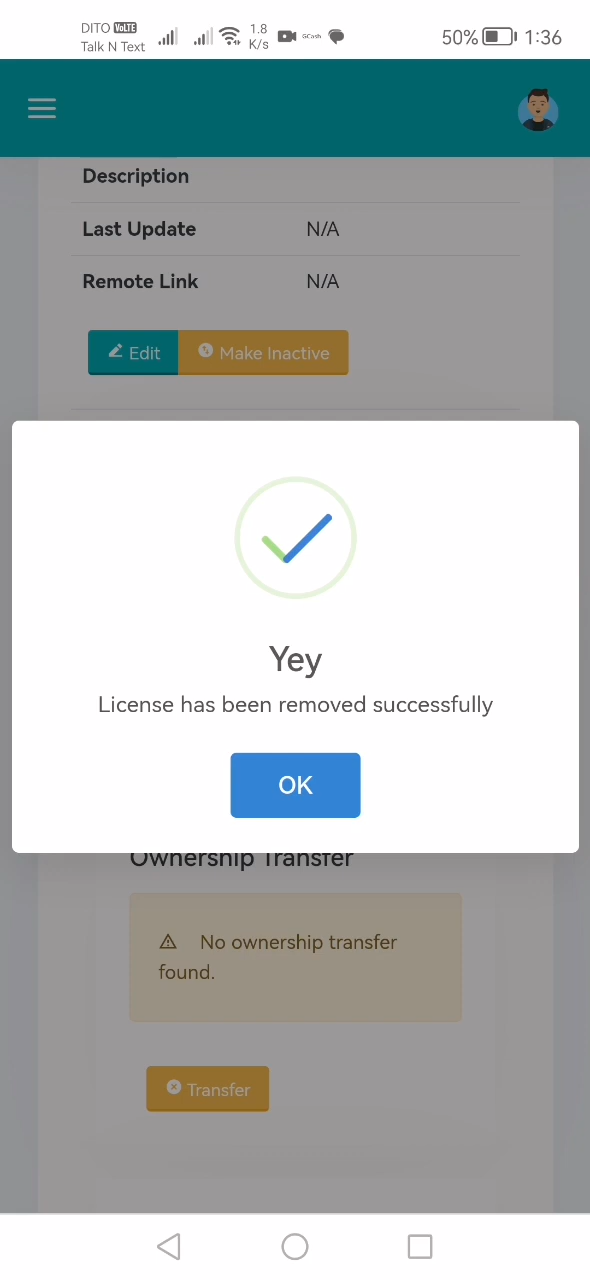 DITO VoLTE
Talk N Text
1.8
K/s
GCash
50%
1:36
Description
Last Update N/A
Remote Link N/A
Edit Make Inactive
Yey
License has been removed successfully
OK
Ownership Transfer
No ownership transfer
found.
Transfer